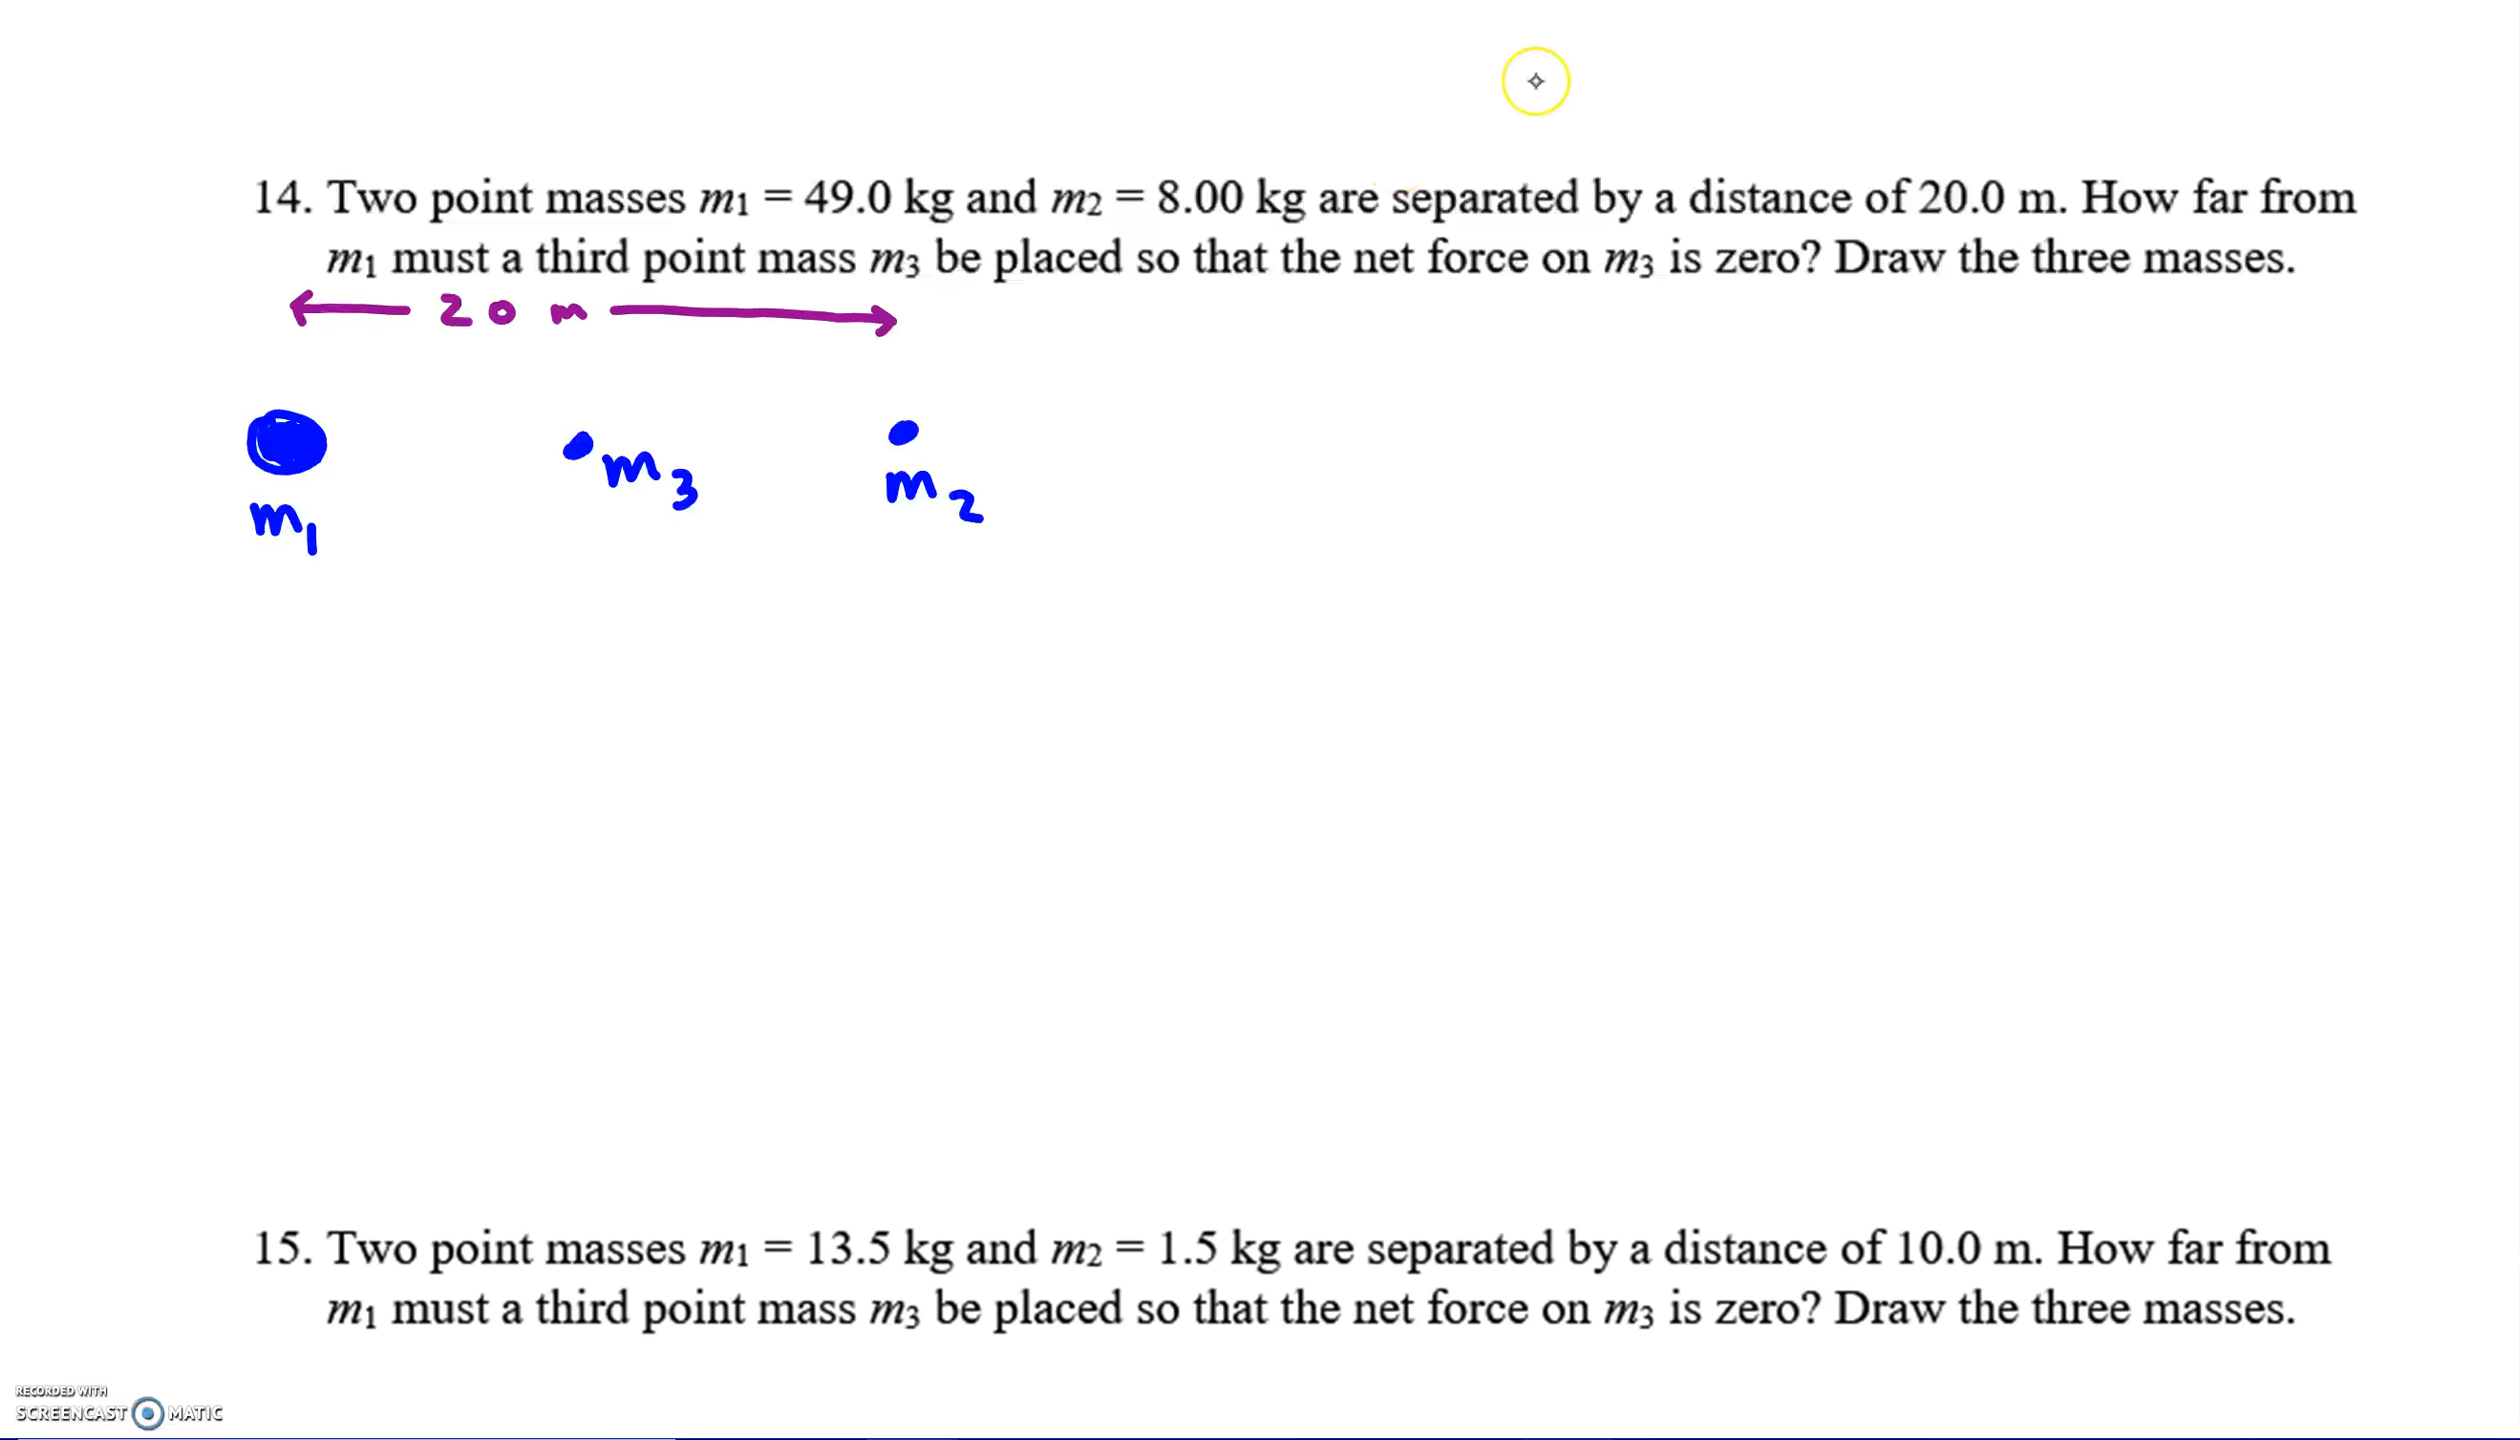 14. Two point masses m1 = 49.0 kg and m2 = 8.00 kg are separated by a distance of 20.0 m. How far from
m1 must a third point mass m3 be placed so that the net force on m3 is zero? Draw the three masses.
20 m
m3
m2
m1
15. Two point masses m1 = 13.5 kg and m2 = 1.5 kg are separated by a distance of 10.0 m. How far from
m1 must a third point mass m3 be placed so that the net force on m3 is zero? Draw the three masses.
RECORDED WITH
SCREENCAST MATIC